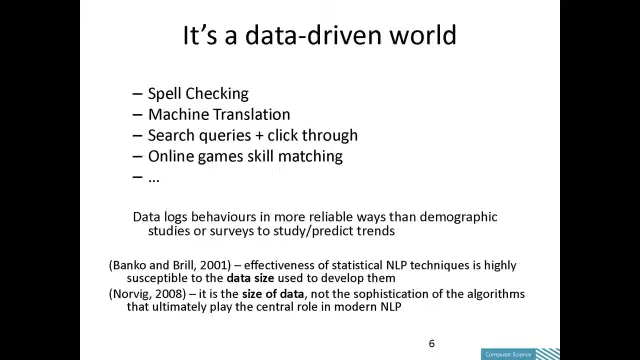 It's a data-driven world
– Spell Checking
– Machine Translation
– Search queries + click through
– Online games skill matching
– ...
Data logs behaviours in more reliable ways than demographic
studies or surveys to study/predict trends
(Banko and Brill, 2001) – effectiveness of statistical NLP techniques is highly
susceptible to the data size used to develop them
(Norvig, 2008) – it is the size of data, not the sophistication of the algorithms
that ultimately play the central role in modern NLP
6
Computer Science